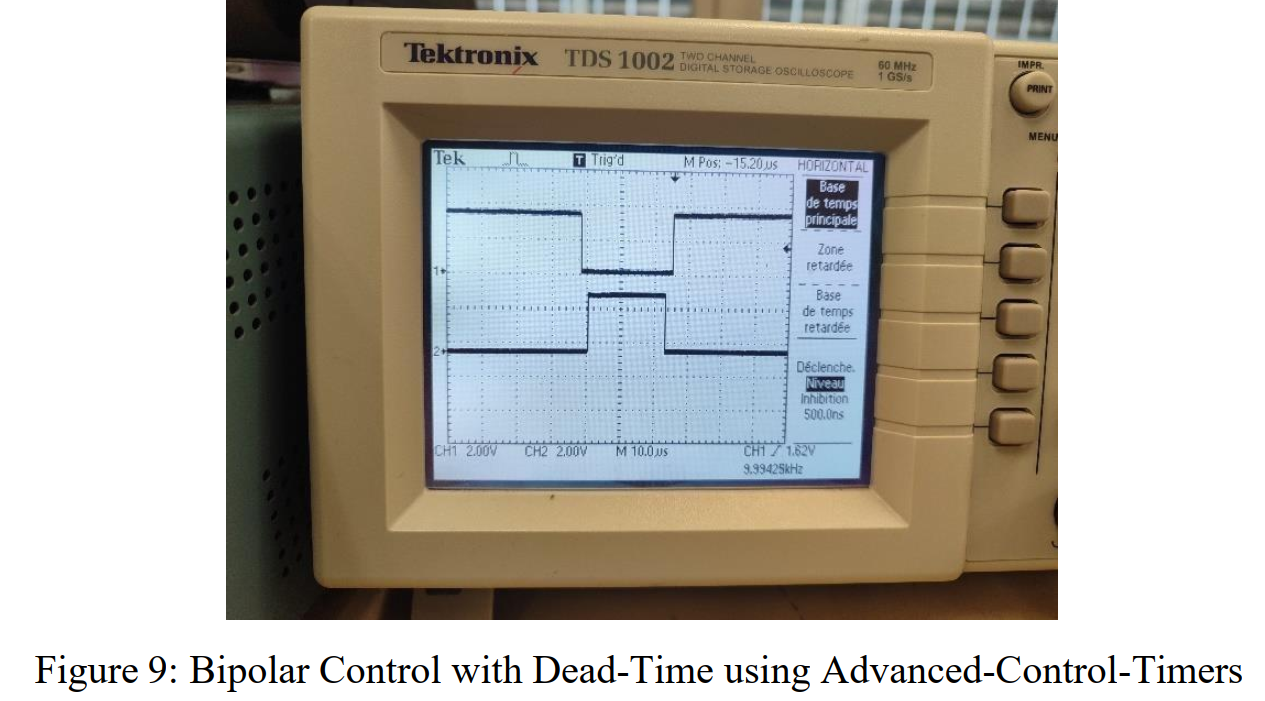 Tektronix TDS 1002 TWO CHANNEL
DIGITAL STORAGE OSCILLOSCOPE
60 MHz
1 GS/s
IMPR.
PRINT
MENU
Tek T Trig'd M Pos: -15.20µs HORIZONTAL
Base
de temps
principale
Zone
retardée
1
Base
de temps
retardée
2
Déclenche.
Niveau
Inhibition
500.0ns
CH1 2.00V CH2 2.00V M 10.0µs CH1 1.62V
9.99425kHz
Figure 9: Bipolar Control with Dead-Time using Advanced-Control-Timers